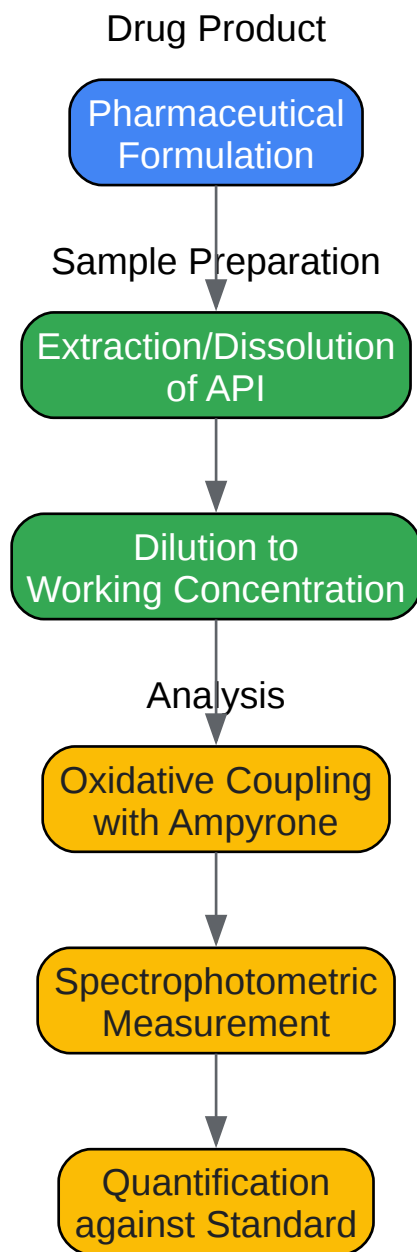 Drug Product
Pharmaceutical
Formulation
Sample Preparation
Extraction/Dissolution
of API
Dilution to
Working Concentration
Analysis
Oxidative Coupling
with Ampyrone
Spectrophotometric
Measurement
Quantification
against Standard